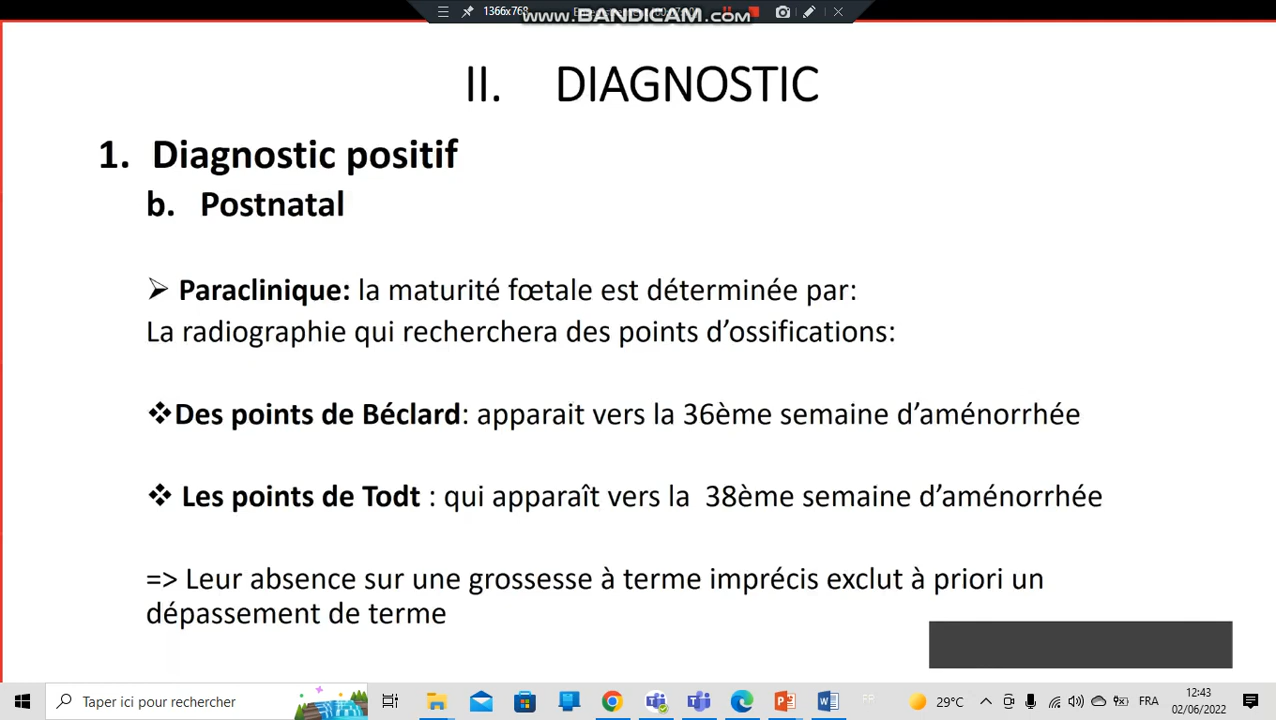 1366x768
www.BANDICAM.com
II. DIAGNOSTIC
1. Diagnostic positif
b. Postnatal
➢ Paraclinique: la maturité fœtale est déterminée par:
La radiographie qui recherchera des points d’ossifications:
❖Des points de Béclard: apparait vers la 36ème semaine d’aménorrhée
❖ Les points de Todt : qui apparaît vers la 38ème semaine d’aménorrhée
=> Leur absence sur une grossesse à terme imprécis exclut à priori un
dépassement de terme
Taper ici pour rechercher
29°C
FRA
12:43
02/06/2022